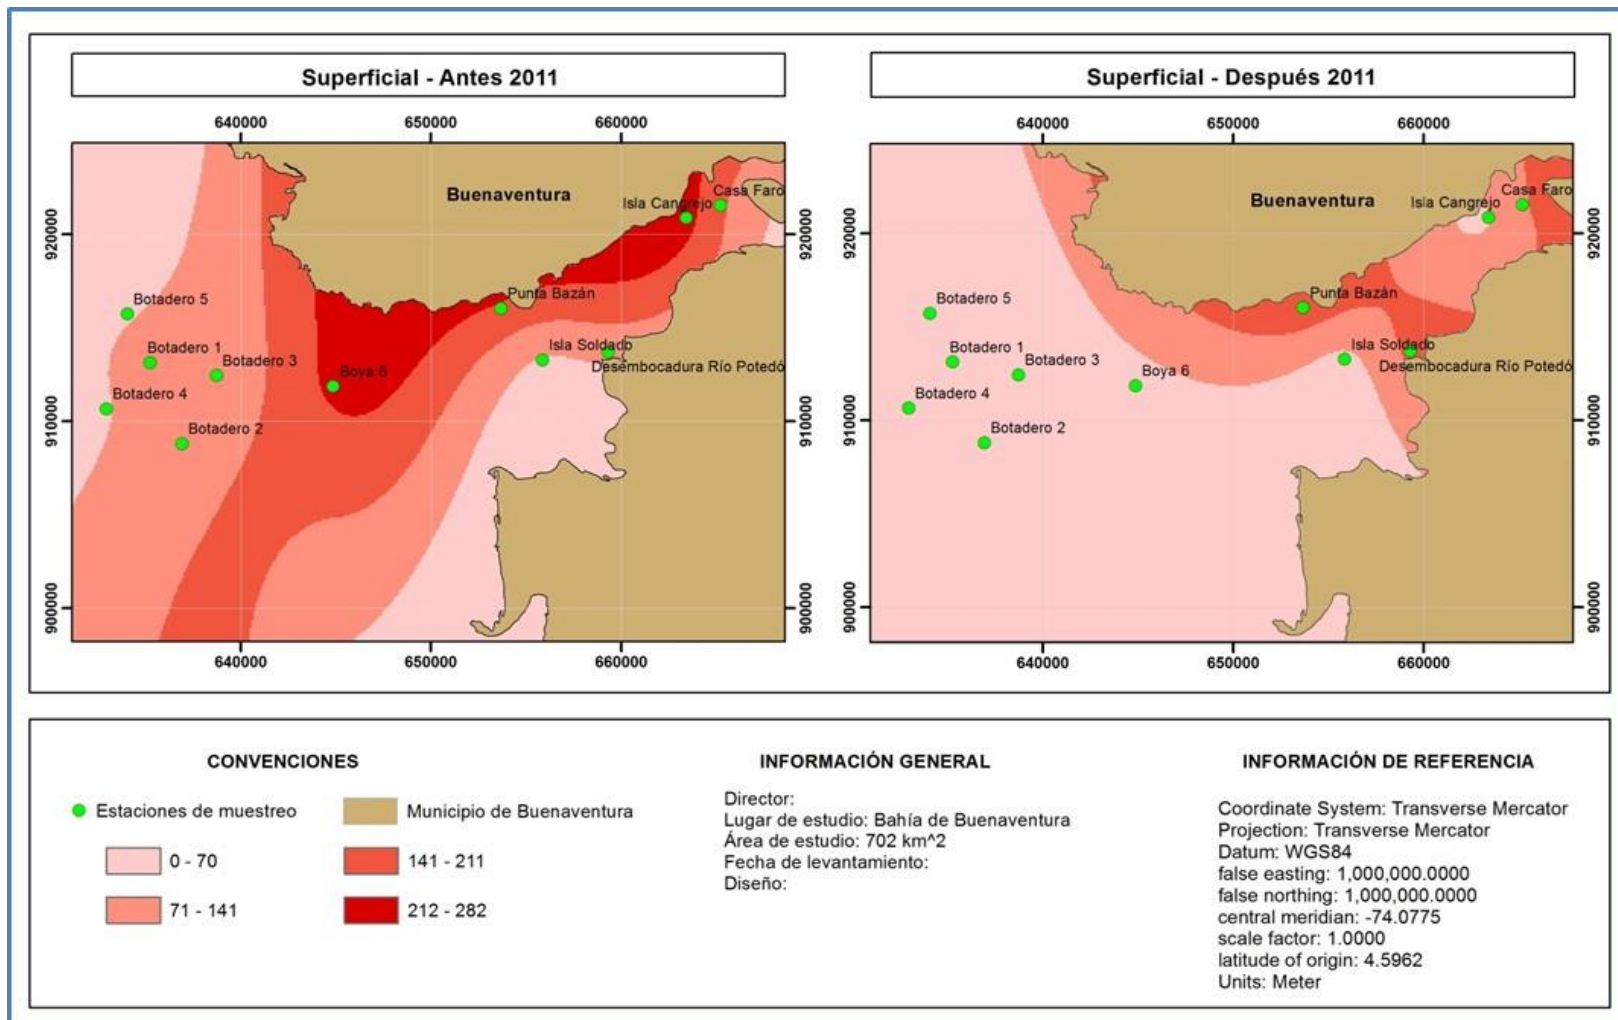 Superficial - Antes 2011
640000
650000
660000
920000
910000
900000
Buenaventura
Casa Faro
Isla Cangrejo
Botadero 5
Punta Bazán
Botadero 1
Botadero 3
Isla Soldado
Boya 6
Desembocadura Río Potedó
Botadero 4
Botadero 2
920000
910000
900000
640000
650000
660000
Superficial - Después 2011
640000
650000
660000
920000
910000
900000
Buenaventura
Casa Faro
Isla Cangrejo
Botadero 5
Punta Bazán
Botadero 1
Botadero 3
Isla Soldado
Boya 6
Desembocadura Río Potedó
Botadero 4
Botadero 2
920000
910000
900000
640000
650000
660000
CONVENCIONES
Estaciones de muestreo
Municipio de Buenaventura
0 - 70
141 - 211
71 - 141
212 - 282
INFORMACIÓN GENERAL
Director:
Lugar de estudio: Bahía de Buenaventura
Área de estudio: 702 km^2
Fecha de levantamiento:
Diseño:
INFORMACIÓN DE REFERENCIA
Coordinate System: Transverse Mercator
Projection: Transverse Mercator
Datum: WGS84
false easting: 1,000,000.0000
false northing: 1,000,000.0000
central meridian: -74.0775
scale factor: 1.0000
latitude of origin: 4.5962
Units: Meter